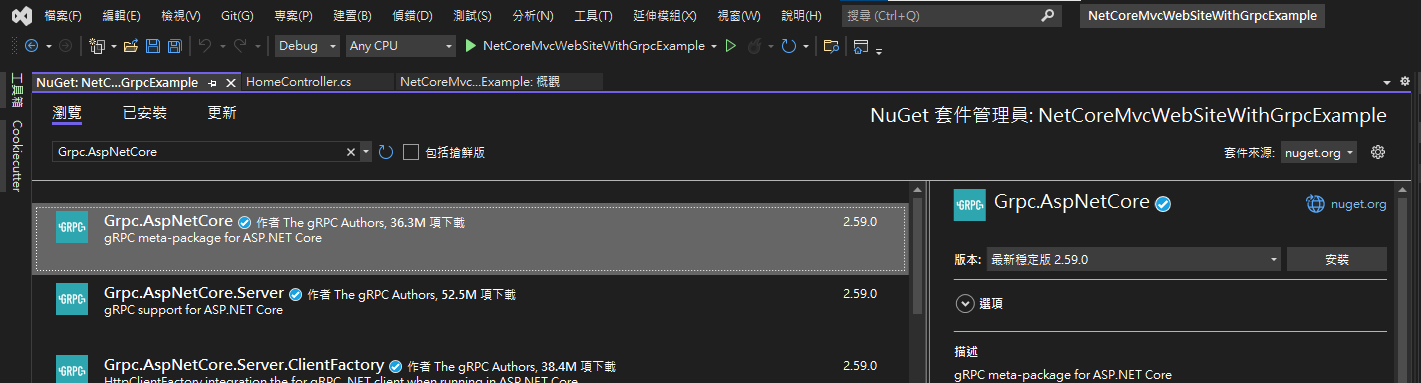 檔案(F) 編輯(E) 檢視(V) Git(G) 專案(P) 建置(B) 偵錯(D) 測試(S) 分析(N) 工具(T) 延伸模組(X) 視窗(W) 說明(H) 搜尋 (Ctrl+Q) NetCoreMvcWebSiteWithGrpcExample
Debug Any CPU NetCoreMvcWebSiteWithGrpcExample
工具箱
Cookiecutter
NuGet: NetC...GrpcExample HomeController.cs NetCoreMvc...Example: 概觀
瀏覽 已安裝 更新 NuGet 套件管理員: NetCoreMvcWebSiteWithGrpcExample
Grpc.AspNetCore 包括搶鮮版 套件來源: nuget.org
GRPC Grpc.AspNetCore 作者 The gRPC Authors, 36.3M 項下載 2.59.0
gRPC meta-package for ASP.NET Core
GRPC Grpc.AspNetCore.Server 作者 The gRPC Authors, 52.5M 項下載 2.59.0
gRPC support for ASP.NET Core
GRPC Grpc.AspNetCore.Server.ClientFactory 作者 The gRPC Authors, 38.4M 項下載 2.59.0
HttpClientFactory integration the for gRPC .NET client when running in ASP.NET Core
GRPC Grpc.AspNetCore nuget.org
版本: 最新穩定版 2.59.0 安裝
選項
描述
gRPC meta-package for ASP.NET Core